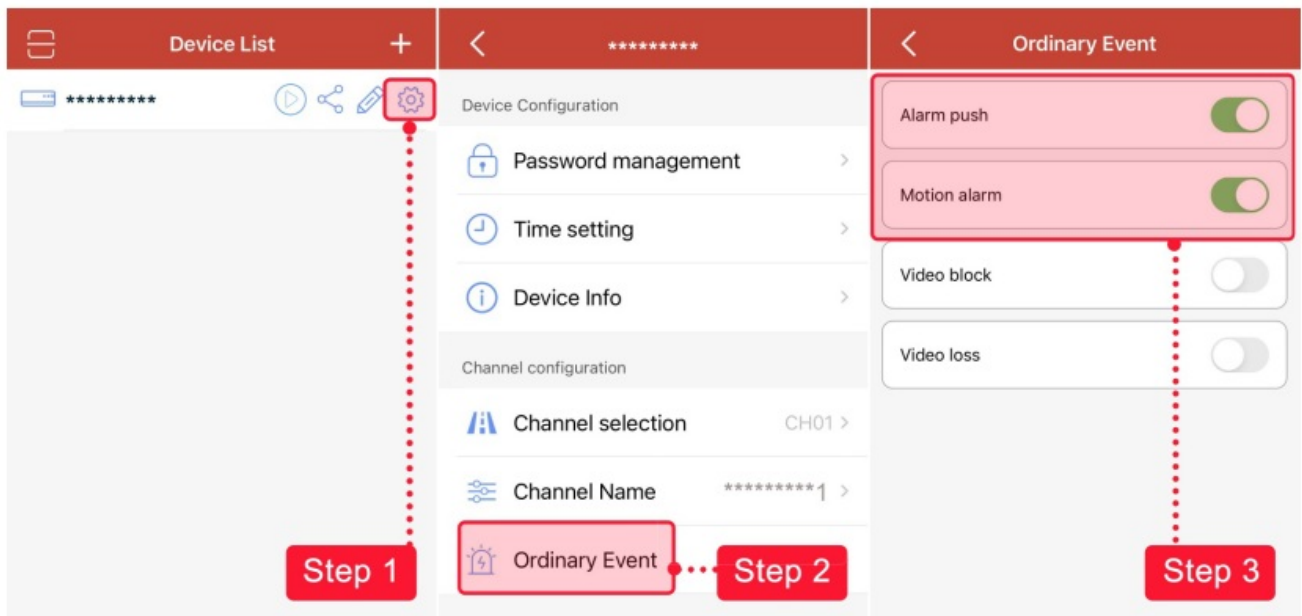 Device List
+
*********
Step 1
*********
Device Configuration
Password management
Time setting
Device Info
Channel configuration
Channel selection CH01
Channel Name *********1
Ordinary Event
Step 2
Ordinary Event
Alarm push
Motion alarm
Video block
Video loss
Step 3